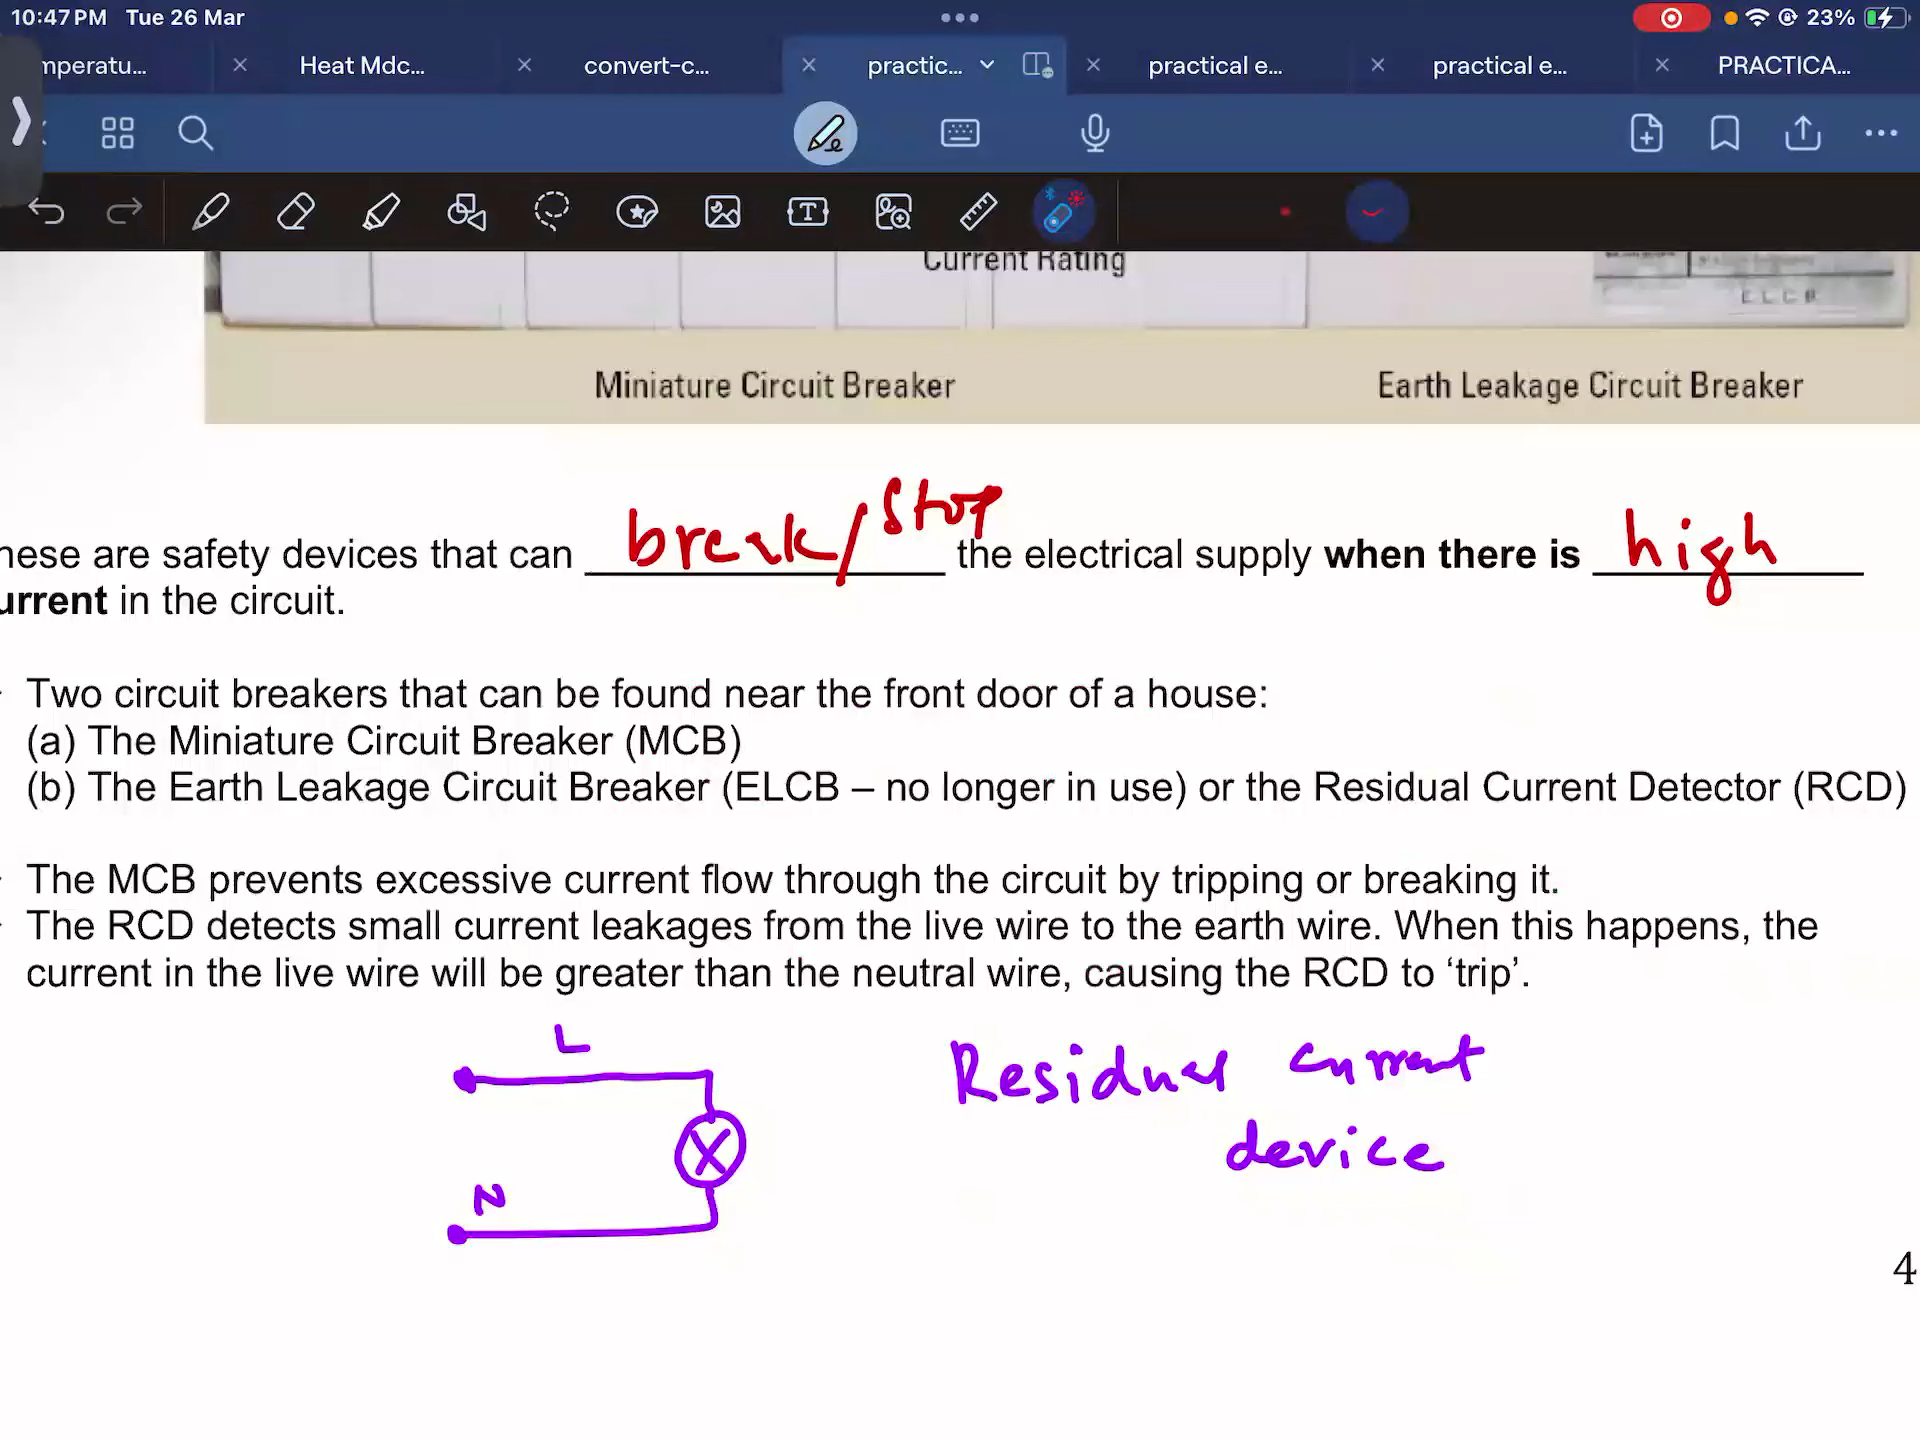 10:47 PM Tue 26 Mar
23%
mperatu...
Heat Mdc...
convert-c...
practic...
practical e...
practical e...
PRACTICA...
Current Rating
E L C B
Miniature Circuit Breaker
Earth Leakage Circuit Breaker
hese are safety devices that can break/stop the electrical supply when there is high
urrent in the circuit.
Two circuit breakers that can be found near the front door of a house:
(a) The Miniature Circuit Breaker (MCB)
(b) The Earth Leakage Circuit Breaker (ELCB – no longer in use) or the Residual Current Detector (RCD)
The MCB prevents excessive current flow through the circuit by tripping or breaking it.
The RCD detects small current leakages from the live wire to the earth wire. When this happens, the
current in the live wire will be greater than the neutral wire, causing the RCD to ‘trip’.
L
Residual current
device
N
4